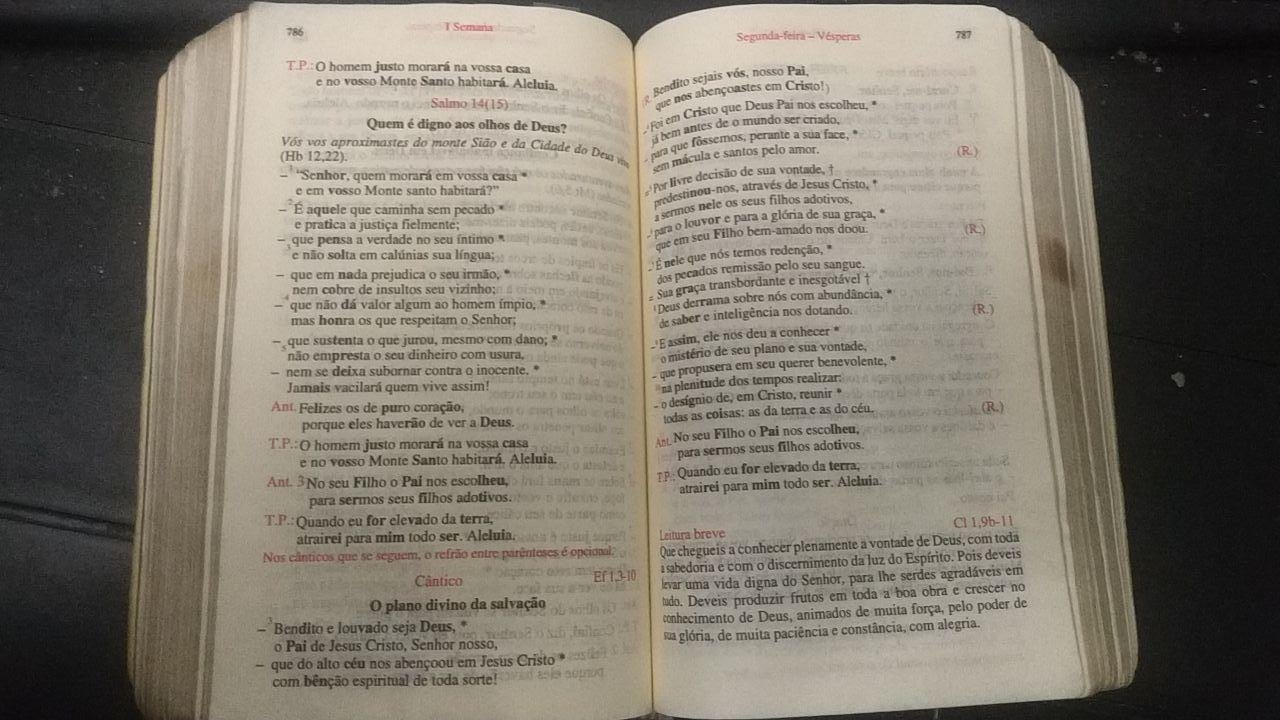 786
I Semana
T.P.: O homem justo morará na vossa casa
e no vosso Monte Santo habitará. Aleluia.
Salmo 14(15)
Quem é digno aos olhos de Deus?
Vós vos aproximastes do monte Sião e da Cidade do Deus vivo
(Hb 12,22).
– ¹ “Senhor, quem morará em vossa casa *
e em vosso Monte santo habitará?”
– ² É aquele que caminha sem pecado *
e pratica a justiça fielmente;
– que pensa a verdade no seu íntimo *
³ e não solta em calúnias sua língua;
– que em nada prejudica o seu irmão, *
nem cobre de insultos seu vizinho;
– ⁴ que não dá valor algum ao homem ímpio, *
mas honra os que respeitam o Senhor;
– que sustenta o que jurou, mesmo com dano; *
⁵ não empresta o seu dinheiro com usura,
– nem se deixa subornar contra o inocente. *
Jamais vacilará quem vive assim!
Ant. Felizes os de puro coração,
porque eles haverão de ver a Deus.
T.P.: O homem justo morará na vossa casa
e no vosso Monte Santo habitará. Aleluia.
Ant. 3 No seu Filho o Pai nos escolheu,
para sermos seus filhos adotivos.
T.P.: Quando eu for elevado da terra,
atrairei para mim todo ser. Aleluia.
Nos cânticos que se seguem, o refrão entre parênteses é opcional.
Cântico
Ef 1,3-10
O plano divino da salvação
– ³ Bendito e louvado seja Deus, *
o Pai de Jesus Cristo, Senhor nosso,
– que do alto céu nos abençoou em Jesus Cristo *
com bênção espiritual de toda sorte!
Segunda-feira – Vésperas
787
(R. Bendito sejais vós, nosso Pai,
que nos abençoastes em Cristo!)
– ⁴ Foi em Cristo que Deus Pai nos escolheu, *
já bem antes de o mundo ser criado,
– para que fôssemos, perante a sua face, *
sem mácula e santos pelo amor. (R.)
= ⁵ Por livre decisão de sua vontade, †
predestinou-nos, através de Jesus Cristo, *
a sermos nele os seus filhos adotivos,
– ⁶ para o louvor e para a glória de sua graça, *
que em seu Filho bem-amado nos doou. (R.)
– ⁷ É nele que nós temos redenção, *
dos pecados remissão pelo seu sangue.
= Sua graça transbordante e inesgotável †
⁸ Deus derrama sobre nós com abundância, *
de saber e inteligência nos dotando. (R.)
– ⁹ E assim, ele nos deu a conhecer *
o mistério de seu plano e sua vontade,
– que propusera em seu querer benevolente, *
¹⁰ na plenitude dos tempos realizar:
– o desígnio de, em Cristo, reunir *
todas as coisas: as da terra e as do céu. (R.)
Ant. No seu Filho o Pai nos escolheu,
para sermos seus filhos adotivos.
T.P.: Quando eu for elevado da terra,
atrairei para mim todo ser. Aleluia.
Leitura breve
Cl 1,9b-11
Que chegueis a conhecer plenamente a vontade de Deus, com toda
a sabedoria e com o discernimento da luz do Espírito. Pois deveis
levar uma vida digna do Senhor, para lhe serdes agradáveis em
tudo. Deveis produzir frutos em toda a boa obra e crescer no
conhecimento de Deus, animados de muita força, pelo poder de
sua glória, de muita paciência e constância, com alegria.